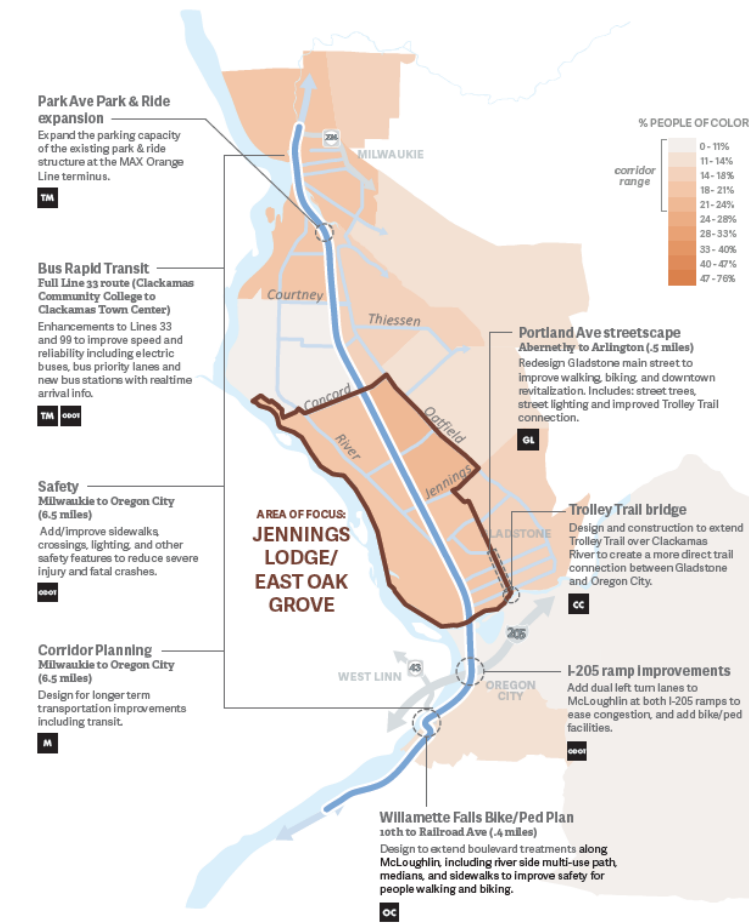 Park Ave Park & Ride
expansion
Expand the parking capacity
of the existing park & ride
structure at the MAX Orange
Line terminus.
TM
Bus Rapid Transit
Full Line 33 route (Clackamas
Community College to
Clackamas Town Center)
Enhancements to Lines 33
and 99 to improve speed and
reliability including electric
buses, bus priority lanes and
new bus stations with realtime
arrival info.
TM ODOT
Safety
Milwaukie to Oregon City
(6.5 miles)
Add/improve sidewalks,
crossings, lighting, and other
safety features to reduce severe
injury and fatal crashes.
ODOT
Corridor Planning
Milwaukie to Oregon City
(6.5 miles)
Design for longer term
transportation improvements
including transit.
M
224
MILWAUKIE
Courtney
Thiessen
Concord
Oatfield
River
Jennings
AREA OF FOCUS:
JENNINGS
LODGE/
EAST OAK
GROVE
LADSTONE
205
43
WEST LINN
OREGON
CITY
% PEOPLE OF COLOR
corridor
range
0 - 11%
11 - 14%
14 - 18%
18 - 21%
21 - 24%
24 - 28%
28 - 33%
33 - 40%
40 - 47%
47 - 76%
Portland Ave streetscape
Abernethy to Arlington (.5 miles)
Redesign Gladstone main street to
improve walking, biking, and downtown
revitalization. Includes: street trees,
street lighting and improved Trolley Trail
connection.
GL
Trolley Trail bridge
Design and construction to extend
Trolley Trail over Clackamas
River to create a more direct trail
connection between Gladstone
and Oregon City.
CC
I-205 ramp improvements
Add dual left turn lanes to
McLoughlin at both I-205 ramps to
ease congestion, and add bike/ped
facilities.
ODOT
Willamette Falls Bike/Ped Plan
10th to Railroad Ave (.4 miles)
Design to extend boulevard treatments along
McLoughlin, including river side multi-use path,
medians, and sidewalks to improve safety for
people walking and biking.
OC